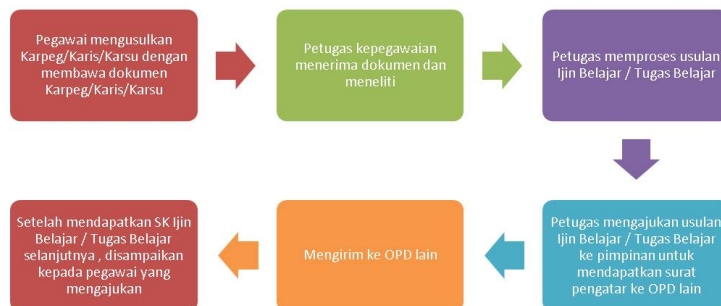 Pegawai mengusulkan
Karpeg/Karis/Karsu dengan
membawa dokumen
Karpeg/Karis/Karsu
Petugas kepegawaian
menerima dokumen dan
meneliti
Petugas memproses usulan
Ijin Belajar / Tugas Belajar
Petugas mengajukan usulan
Ijin Belajar / Tugas Belajar
ke pimpinan untuk
mendapatkan surat
pengatar ke OPD lain
Mengirim ke OPD lain
Setelah mendapatkan SK Ijin
Belajar / Tugas Belajar
selanjutnya , disampaikan
kepada pegawai yang
mengajukan